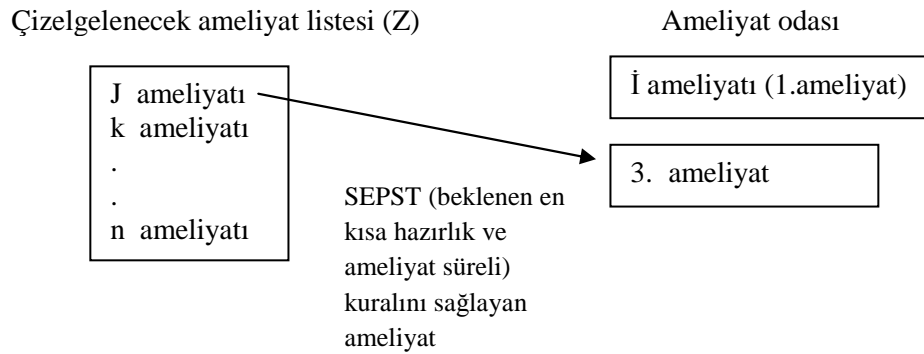 Çizelgelenecek ameliyat listesi (Z)
Ameliyat odası
J ameliyatı
k ameliyatı
.
.
n ameliyatı
İ ameliyatı (1.ameliyat)
3. ameliyat
SEPST (beklenen en
kısa hazırlık ve
ameliyat süreli)
kuralını sağlayan
ameliyat